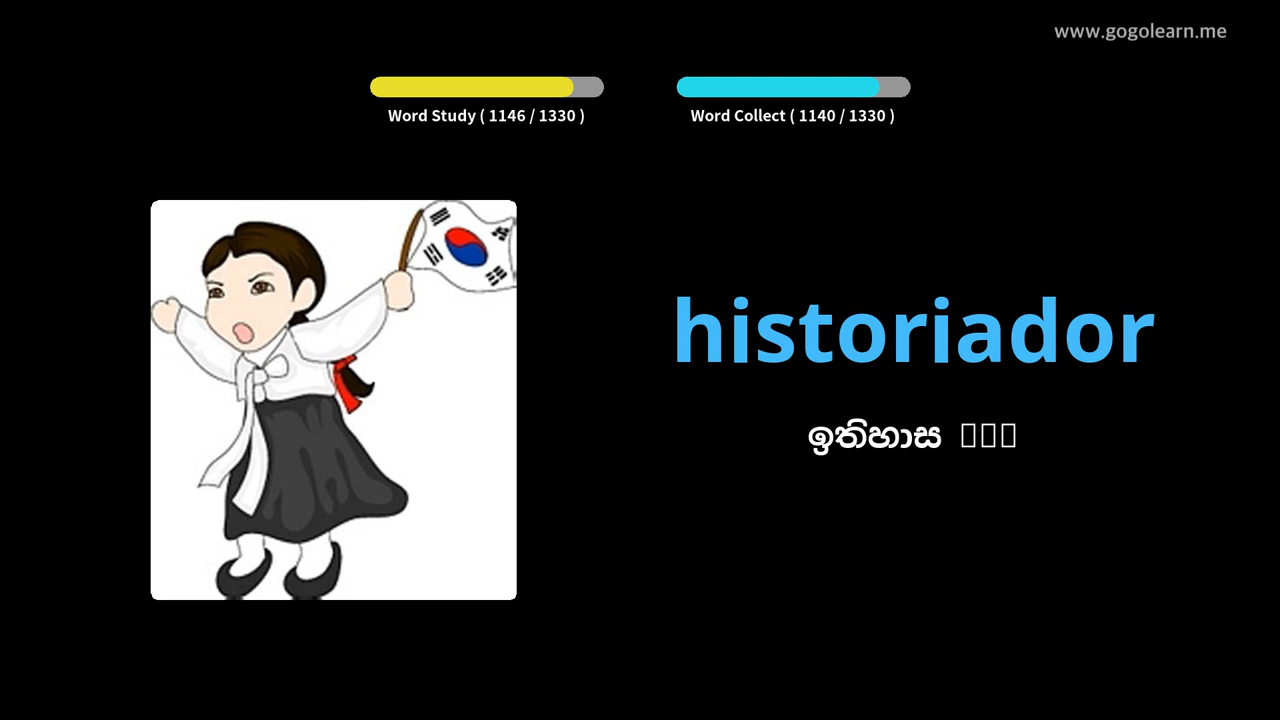 www.gogolearn.me
Word Study ( 1146 / 1330 )
Word Collect ( 1140 / 1330 )
historiador
ඉතිහාස